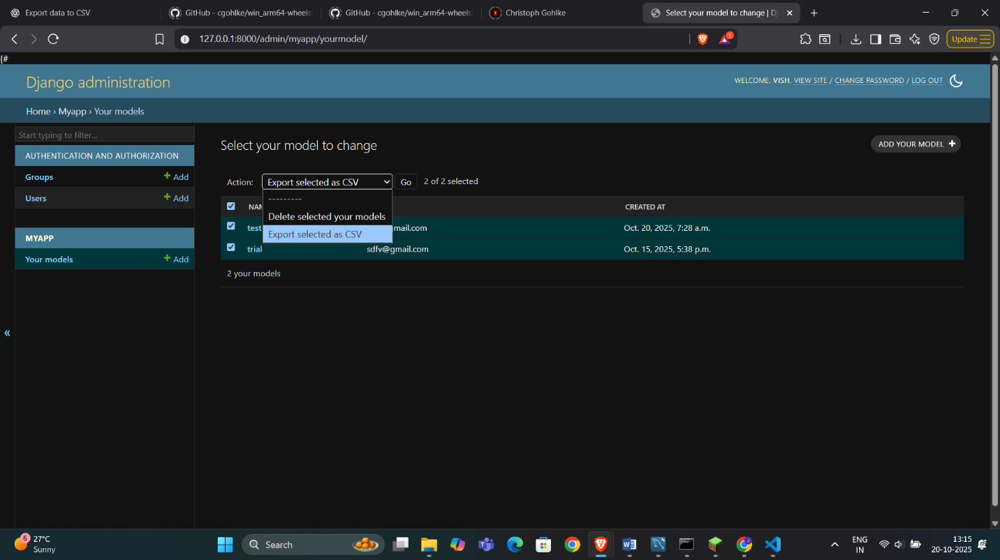 Export data to CSV
GitHub - cgohlke/win_arm64-wheels:
GitHub - cgohlke/win_arm64-wheels:
Christoph Gohlke
Select your model to change | Dj
127.0.0.1:8000/admin/myapp/yourmodel/
1
Update
{#
Django administration
WELCOME, VISH. VIEW SITE / CHANGE PASSWORD / LOG OUT
Home › Myapp › Your models
Start typing to filter...
AUTHENTICATION AND AUTHORIZATION
Groups
+ Add
Users
+ Add
MYAPP
Your models
+ Add
«
Select your model to change
ADD YOUR MODEL +
Action:
Export selected as CSV
Go
2 of 2 selected
---------
Delete selected your models
Export selected as CSV
CREATED AT
test
mail.com
Oct. 20, 2025, 7:28 a.m.
trial
sdfv@gmail.com
Oct. 15, 2025, 5:38 p.m.
2 your models
6
27°C
Sunny
Search
ENG
IN
13:15
20-10-2025